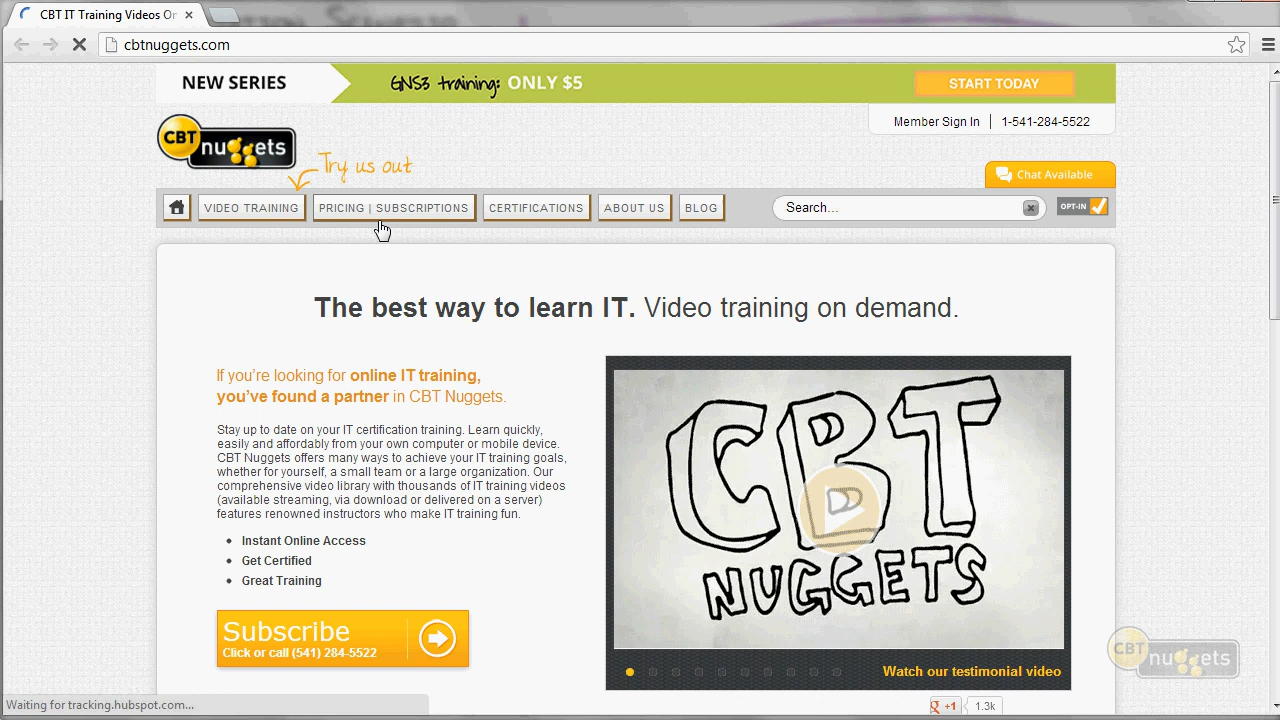 CBT IT Training Videos On
cbtnuggets.com
NEW SERIES GNS3 training: ONLY $5 START TODAY
Member Sign In | 1-541-284-5522
CBT nuggets
Try us out
Chat Available
VIDEO TRAINING PRICING | SUBSCRIPTIONS CERTIFICATIONS ABOUT US BLOG Search... OPT-IN
The best way to learn IT. Video training on demand.
If you're looking for online IT training,
you've found a partner in CBT Nuggets.
Stay up to date on your IT certification training. Learn quickly,
easily and affordably from your own computer or mobile device.
CBT Nuggets offers many ways to achieve your IT training goals,
whether for yourself, a small team or a large organization. Our
comprehensive video library with thousands of IT training videos
(available streaming, via download or delivered on a server)
features renowned instructors who make IT training fun.
• Instant Online Access
• Get Certified
• Great Training
Subscribe
Click or call (541) 284-5522
CBT
NUGGETS
Watch our testimonial video
CBT nuggets
Waiting for tracking.hubspot.com...
g +1 1.3k